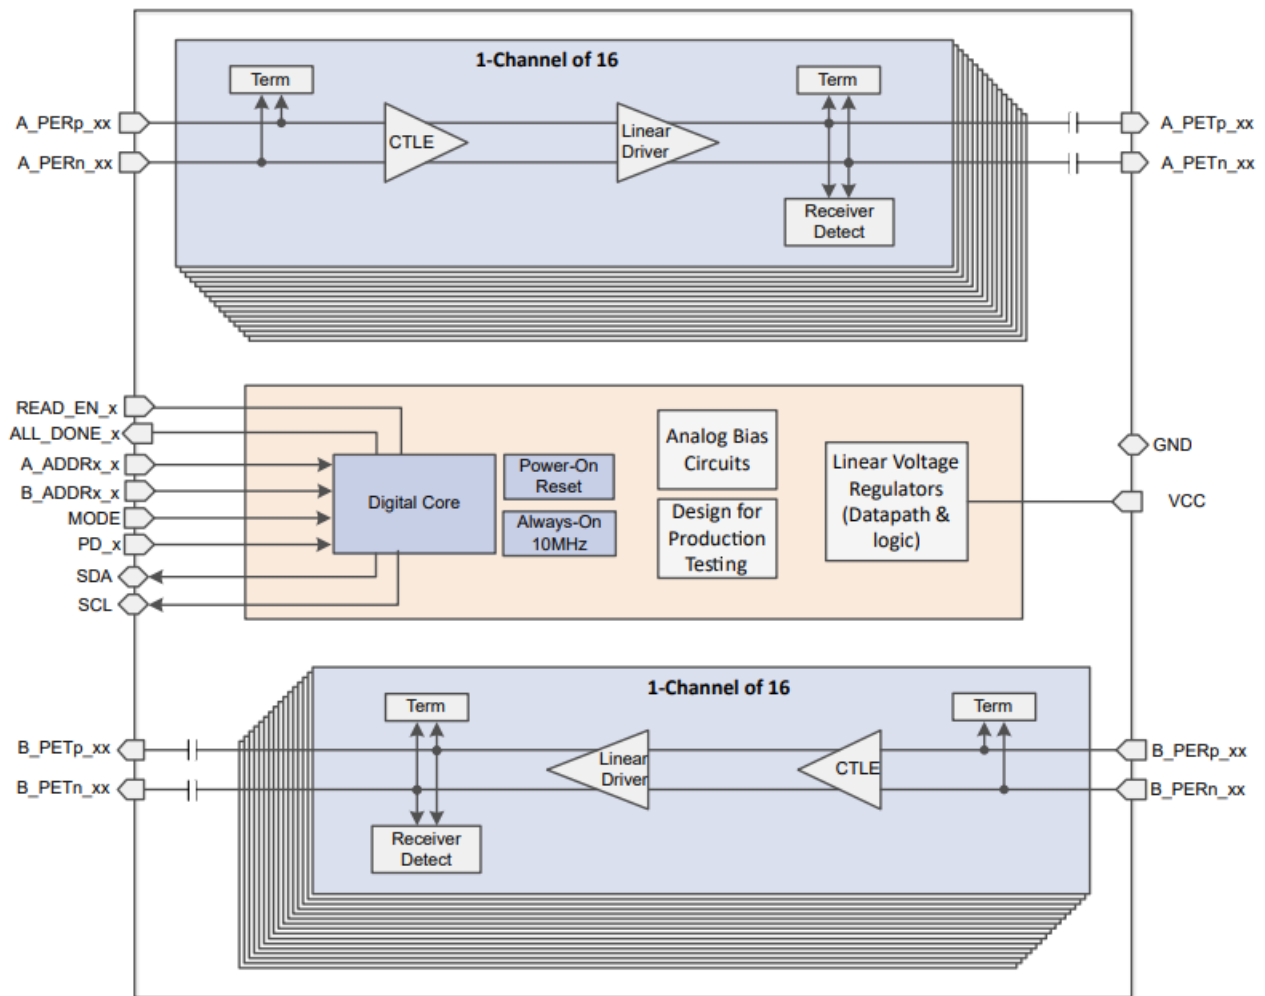 1-Channel of 16
Term
Term
A_PERp_xx
A_PETp_xx
CTLE
Linear
Driver
A_PERn_xx
A_PETn_xx
Receiver
Detect
READ_EN_x
ALL_DONE_x
A_ADDRx_x
B_ADDRx_x
MODE
PD_x
SDA
SCL
Digital Core
Power-On
Reset
Always-On
10MHz
Analog Bias
Circuits
Design for
Production
Testing
Linear Voltage
Regulators
(Datapath &
logic)
GND
VCC
1-Channel of 16
Term
Term
B_PETp_xx
B_PERp_xx
Linear
Driver
CTLE
B_PETn_xx
B_PERn_xx
Receiver
Detect